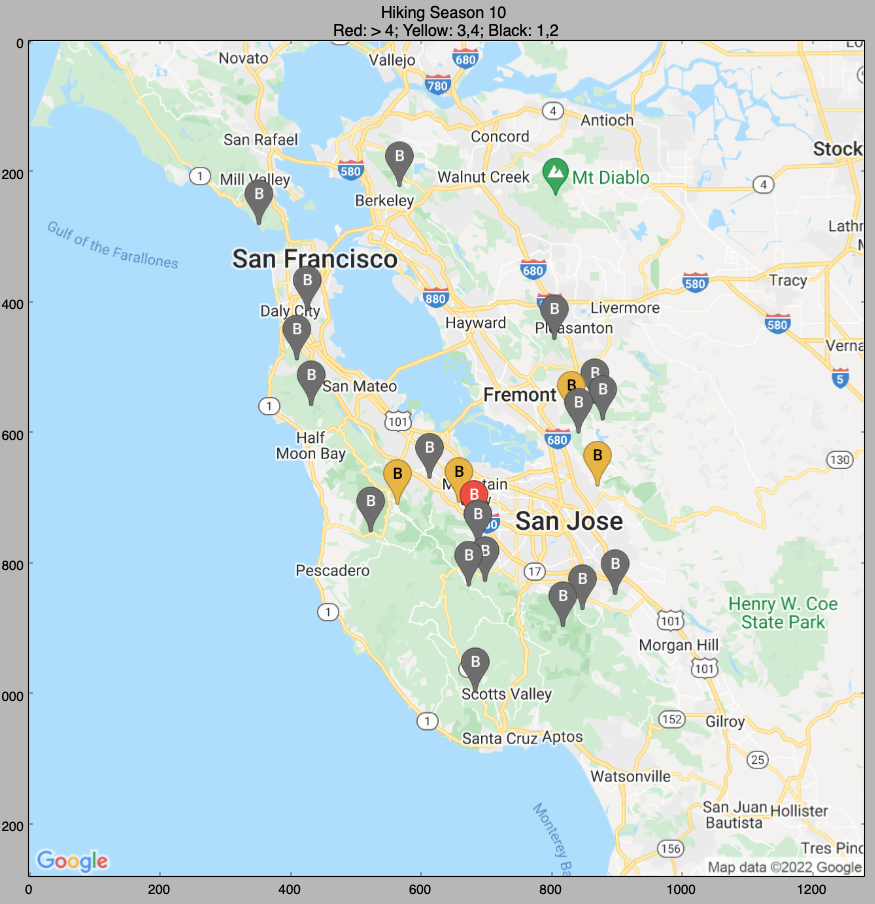 Hiking Season 10
Red: > 4; Yellow: 3,4; Black: 1,2
0
Novato
Vallejo
680
780
4
Antioch
Concord
San Rafael
Stock
580
B
1
Mill Valley
Walnut Creek
Mt Diablo
4
200
B
Berkeley
Gulf of the Farallones
San Francisco
Lathr
680
580
Tracy
B
880
400
Daly City
B
Livermore
Hayward
Pleasanton
580
B
Verna
B
San Mateo
B
B
5
Fremont
B
B
1
101
680
600
Half
Moon Bay
B
B
130
B
B
Mountain
B
B
B
San Jose
B
B
800
Pescadero
17
B
B
B
1
Henry W. Coe
State Park
101
Morgan Hill
B
101
000
Scotts Valley
1
152
Gilroy
Santa Cruz
Aptos
25
Watsonville
San Juan
Bautista
Hollister
Monterey Ba
200
156
Tres Pino
Google
Map data ©2022 Google
0
200
400
600
800
1000
1200